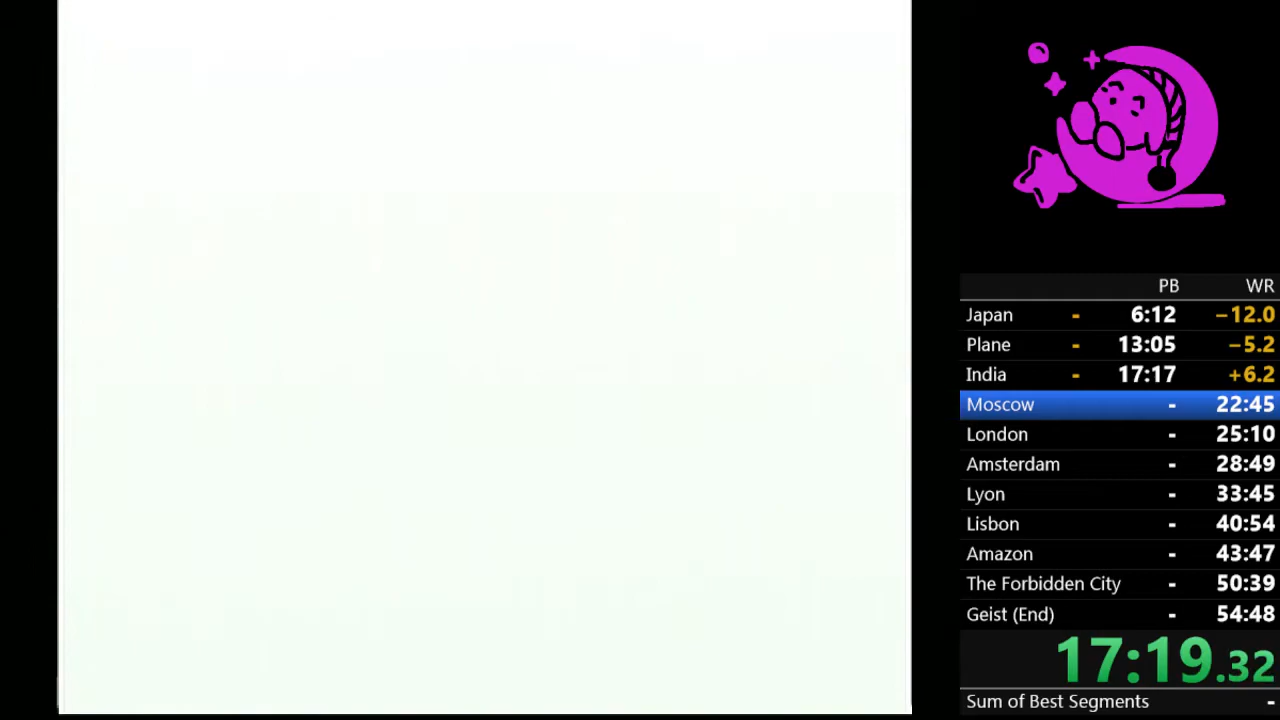 PB WR
Japan - 6:12 −12.0
Plane - 13:05 −5.2
India - 17:17 +6.2
Moscow - 22:45
London - 25:10
Amsterdam - 28:49
Lyon - 33:45
Lisbon - 40:54
Amazon - 43:47
The Forbidden City - 50:39
Geist (End) - 54:48
17:19.32
Sum of Best Segments -